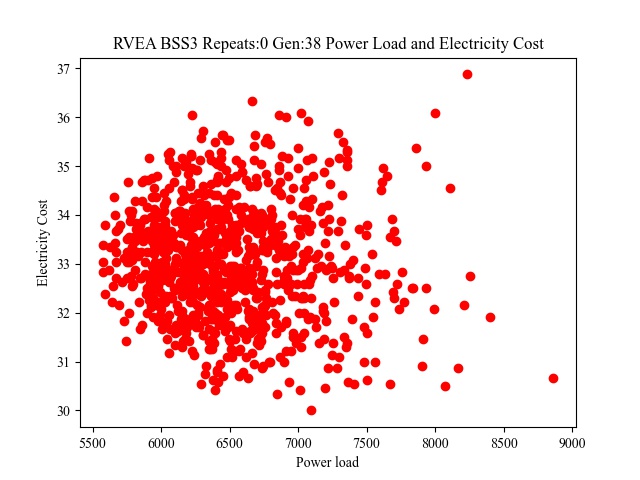 RVEA BSS3 Repeats:0 Gen:38 Power Load and Electricity Cost
37
36
35
34
33
32
31
30
Electricity Cost
5500 6000 6500 7000 7500 8000 8500 9000
Power load